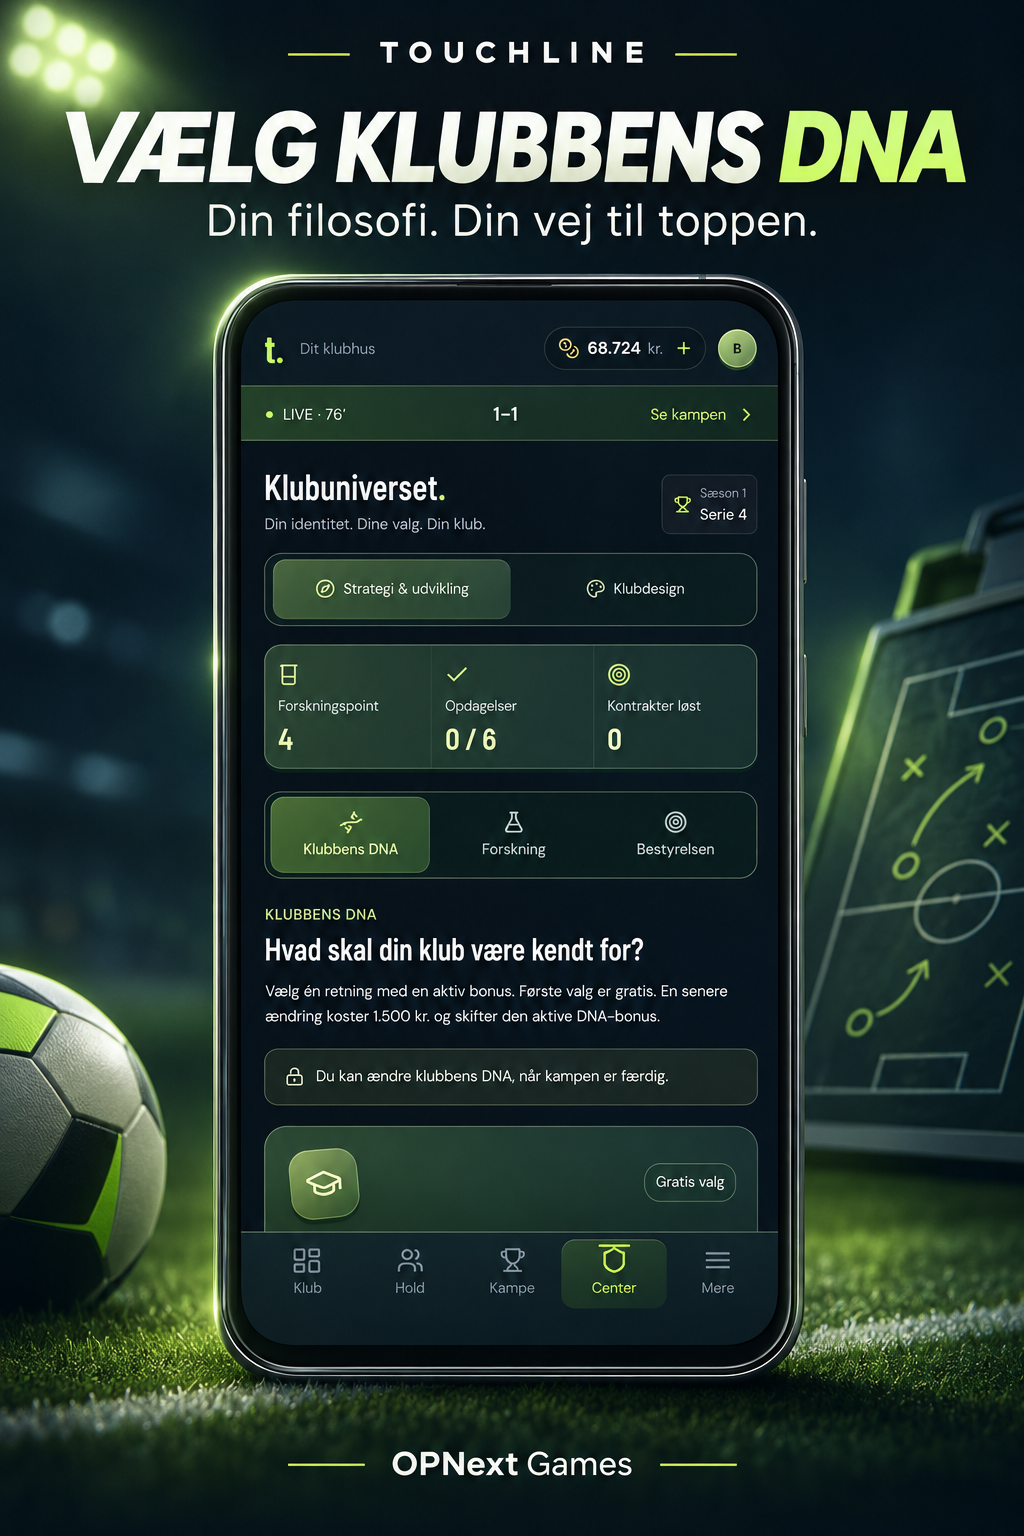 TOUCHLINE
VÆLG KLUBBENS DNA
Din filosofi. Din vej til toppen.
t. Dit klubhus 68.724 kr. + B
LIVE · 76' 1–1 Se kampen
Klubuniverset.
Din identitet. Dine valg. Din klub.
Sæson 1
Serie 4
Strategi & udvikling Klubdesign
Forskningspoint Opdagelser Kontrakter løst
4 0 / 6 0
Klubbens DNA Forskning Bestyrelsen
KLUBBENS DNA
Hvad skal din klub være kendt for?
Vælg én retning med en aktiv bonus. Første valg er gratis. En senere
ændring koster 1.500 kr. og skifter den aktive DNA-bonus.
Du kan ændre klubbens DNA, når kampen er færdig.
Gratis valg
Klub Hold Kampe Center Mere
OPNext Games